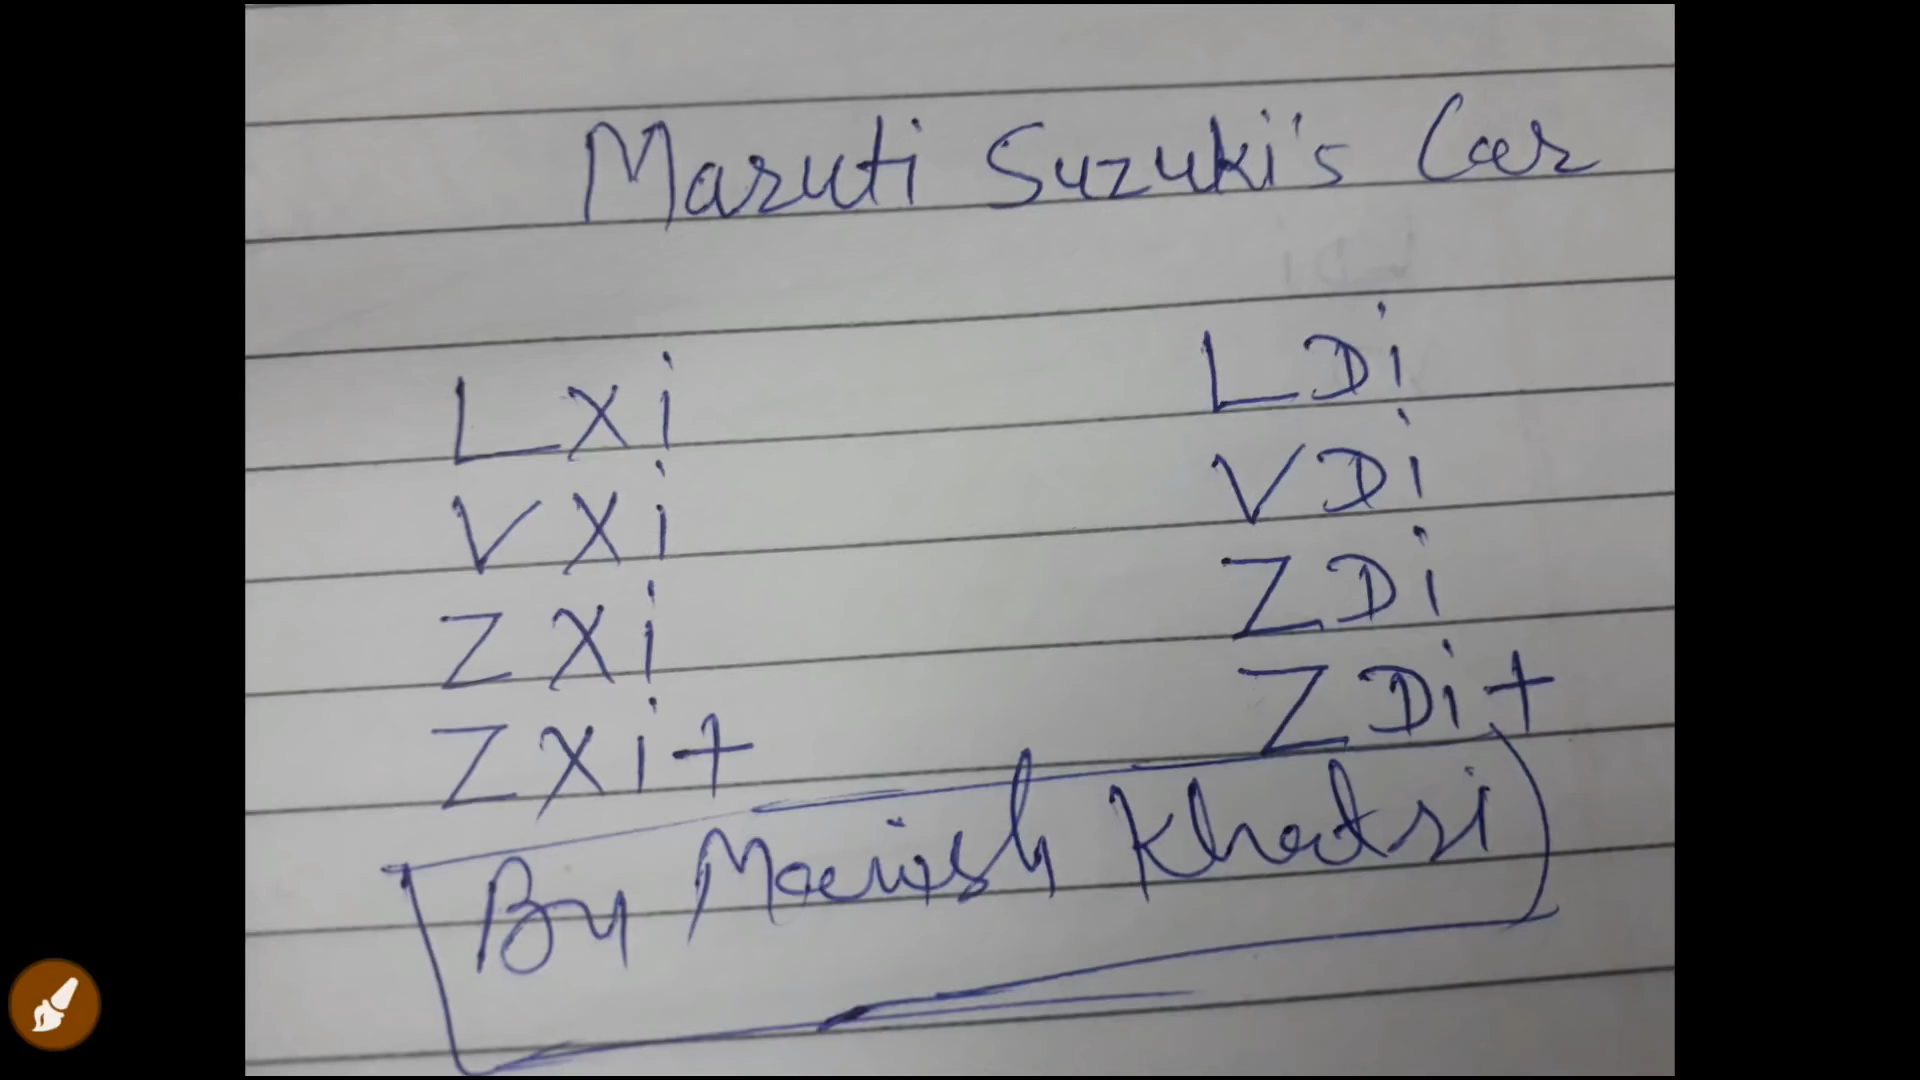 Maruti Suzuki's Car
LXi LDi
VXi VDi
ZXi ZDi
ZXi+ ZDi+
By Manish Khatri